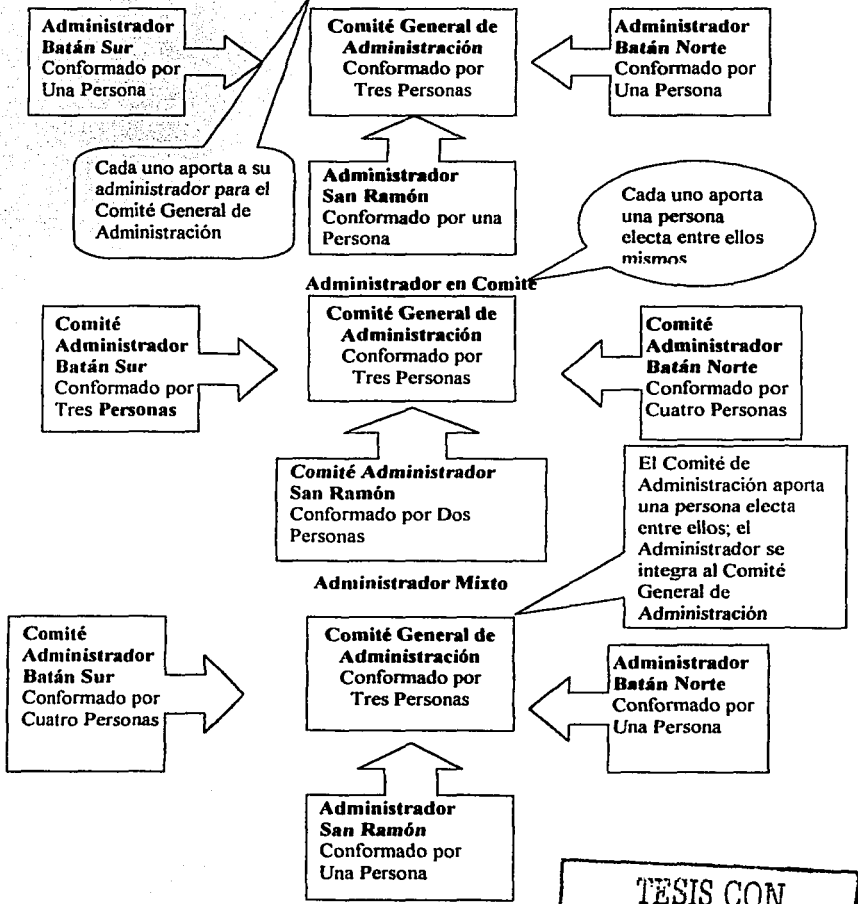 Administrador
Batán Sur
Conformado por
Una Persona
Comité General de
Administración
Conformado por
Tres Personas
Administrador
Batán Norte
Conformado por
Una Persona
Cada uno aporta a su
administrador para el
Comité General de
Administración
Administrador
San Ramón
Conformado por una
Persona
Cada uno aporta
una persona
electa entre ellos
mismos
Administrador en Comité
Comité
Administrador
Batán Sur
Conformado por
Tres Personas
Comité General de
Administración
Conformado por
Tres Personas
Comité
Administrador
Batán Norte
Conformado por
Cuatro Personas
Comité Administrador
San Ramón
Conformado por Dos
Personas
El Comité de
Administración aporta
una persona electa
entre ellos; el
Administrador se
integra al Comité
General de
Administración
Administrador Mixto
Comité
Administrador
Batán Sur
Conformado por
Cuatro Personas
Comité General de
Administración
Conformado por
Tres Personas
Administrador
Batán Norte
Conformado por
Una Persona
Administrador
San Ramón
Conformado por
Una Persona
TESIS CON